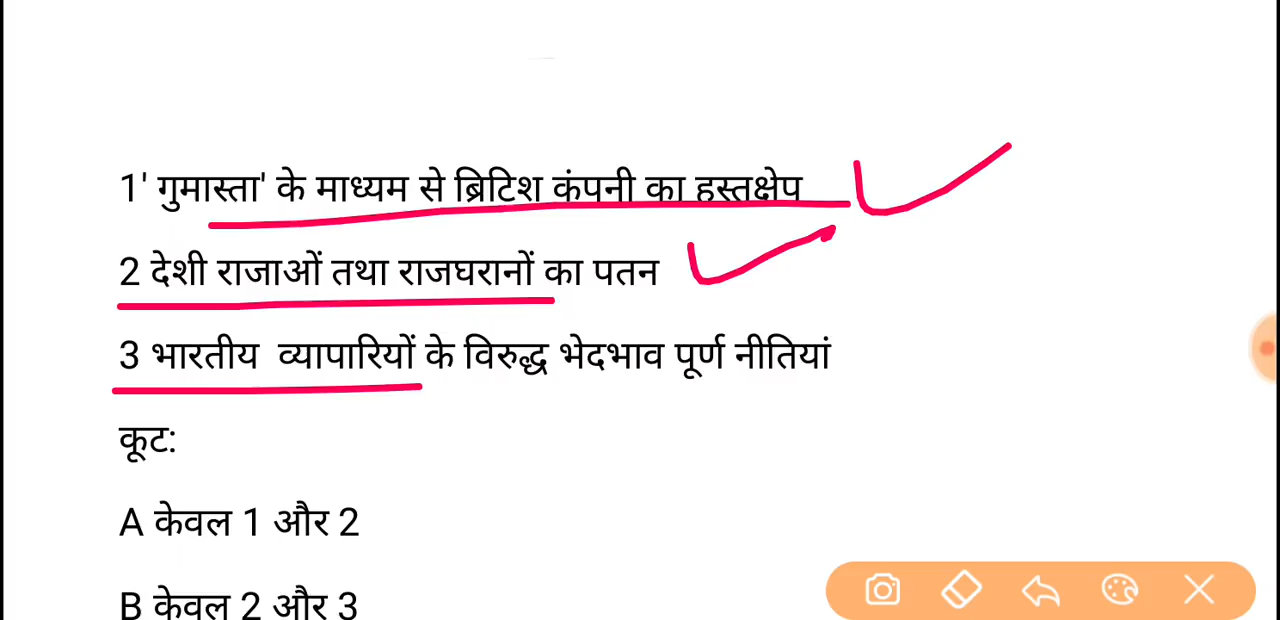 1' गुमास्ता' के माध्यम से ब्रिटिश कंपनी का हस्तक्षेप
2 देशी राजाओं तथा राजघरानों का पतन
3 भारतीय व्यापारियों के विरुद्ध भेदभाव पूर्ण नीतियां
कूट:
A केवल 1 और 2
B केवल 2 और 3